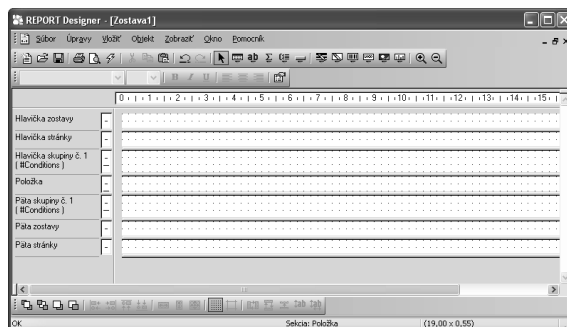 REPORT Designer - [Zostava1]
Súbor Úpravy Vložiť Objekt Zobraziť Okno Pomocník
ab Σ
B I U
0 1 2 3 4 5 6 7 8 9 10 11 12 13 14 15
Hlavička zostavy
Hlavička stránky
Hlavička skupiny č. 1
( #Conditions )
Položka
Päta skupiny č. 1
( #Conditions )
Päta zostavy
Päta stránky
OK Sekcia: Položka (19,00 x 0,55)